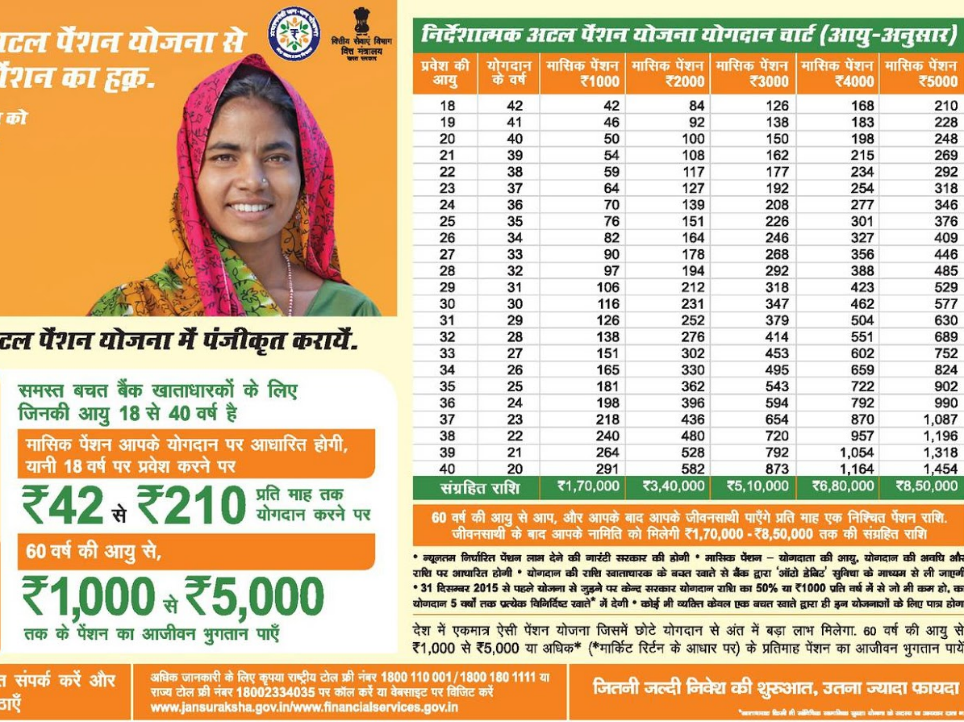 अटल पेंशन योजना से
पेंशन का हक़.
को
वित्तीय सेवाएं विभाग
वित्त मंत्रालय
भारत सरकार
अटल पेंशन योजना में पंजीकृत करायें.
समस्त बचत बैंक खाताधारकों के लिए
जिनकी आयु 18 से 40 वर्ष है
मासिक पेंशन आपके योगदान पर आधारित होगी,
यानी 18 वर्ष पर प्रवेश करने पर
₹42 से ₹210 प्रति माह तक
योगदान करने पर
60 वर्ष की आयु से,
₹1,000 से ₹5,000
तक के पेंशन का आजीवन भुगतान पाएँ
निर्देशात्मक अटल पेंशन योजना योगदान चार्ट (आयु-अनुसार)
प्रवेश की आयु योगदान के वर्ष मासिक पेंशन ₹1000 मासिक पेंशन ₹2000 मासिक पेंशन ₹3000 मासिक पेंशन ₹4000 मासिक पेंशन ₹5000
18 42 42 84 126 168 210
19 41 46 92 138 183 228
20 40 50 100 150 198 248
21 39 54 108 162 215 269
22 38 59 117 177 234 292
23 37 64 127 192 254 318
24 36 70 139 208 277 346
25 35 76 151 226 301 376
26 34 82 164 246 327 409
27 33 90 178 268 356 446
28 32 97 194 292 388 485
29 31 106 212 318 423 529
30 30 116 231 347 462 577
31 29 126 252 379 504 630
32 28 138 276 414 551 689
33 27 151 302 453 602 752
34 26 165 330 495 659 824
35 25 181 362 543 722 902
36 24 198 396 594 792 990
37 23 218 436 654 870 1,087
38 22 240 480 720 957 1,196
39 21 264 528 792 1,054 1,318
40 20 291 582 873 1,164 1,454
संग्रहित राशि ₹1,70,000 ₹3,40,000 ₹5,10,000 ₹6,80,000 ₹8,50,000
60 वर्ष की आयु से आप, और आपके बाद आपके जीवनसाथी पाएँगे प्रति माह एक निश्चित पेंशन राशि.
जीवनसाथी के बाद आपके नामिति को मिलेगी ₹1,70,000 - ₹8,50,000 तक की संग्रहित राशि
• न्यूनतम निर्धारित पेंशन लाभ देने की गारंटी सरकार की होगी • मासिक पेंशन – योगदाता की आयु, योगदान की अवधि और
राशि पर आधारित होगी • योगदान की राशि खाताधारक के बचत खाते से बैंक द्वारा 'ऑटो डेबिट' सुविधा के माध्यम से ली जाएगी
• 31 दिसम्बर 2015 से पहले योजना से जुड़ने पर केन्द्र सरकार योगदान राशि का 50% या ₹1000 प्रति वर्ष में से जो भी कम हो, का
योगदान 5 वर्षों तक प्रत्येक विनिर्दिष्ट खाते* में देगी • कोई भी व्यक्ति केवल एक बचत खाते द्वारा ही इन योजनाओं के लिए पात्र होगा
देश में एकमात्र ऐसी पेंशन योजना जिसमें छोटे योगदान से अंत में बड़ा लाभ मिलेगा. 60 वर्ष की आयु से
₹1,000 से ₹5,000 या अधिक* (*मार्किट रिर्टन के आधार पर) के प्रतिमाह पेंशन का आजीवन भुगतान पायें
संपर्क करें और
अधिक जानकारी के लिए कृपया राष्ट्रीय टोल फ्री नंबर 1800 110 001/1800 180 1111 या
राज्य टोल फ्री नंबर 18002334035 पर कॉल करें या वेबसाइट पर विजिट करें
www.jansuraksha.gov.in/www.financialservices.gov.in
जितनी जल्दी निवेश की शुरुआत, उतना ज्यादा फायदा